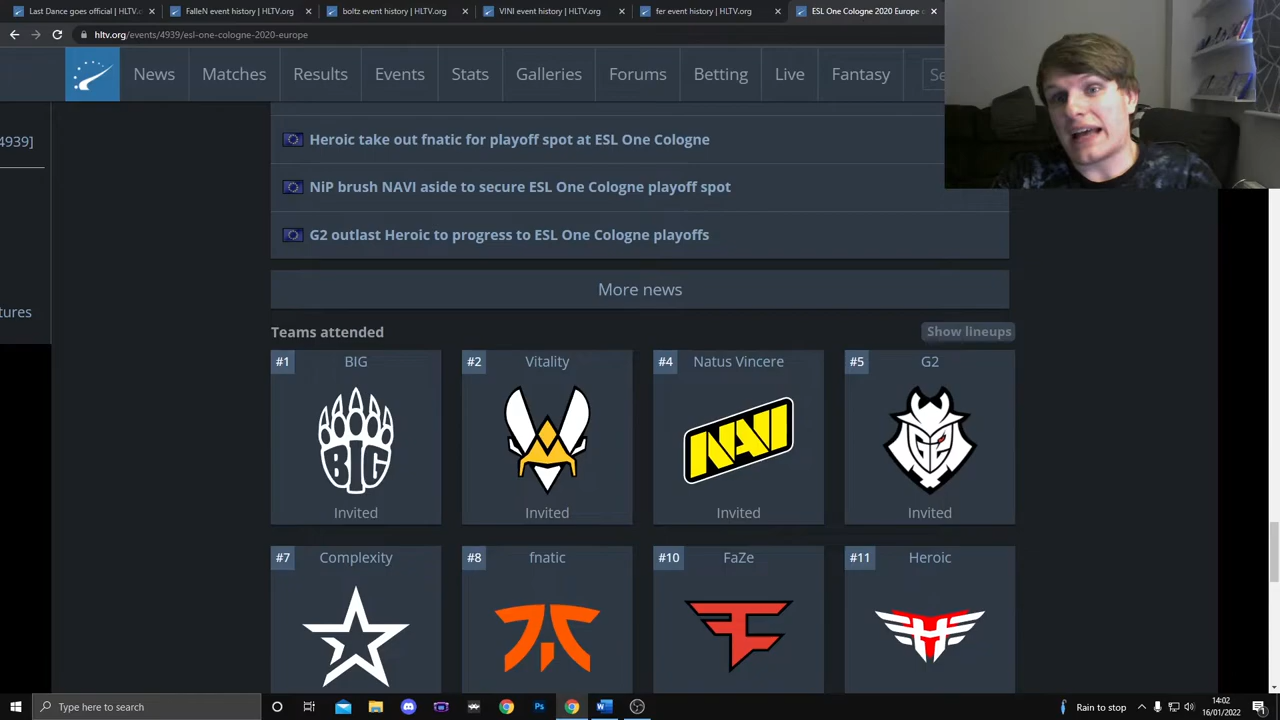 Last Dance goes official | HLTV.c
FalleN event history | HLTV.org
boltz event history | HLTV.org
VINI event history | HLTV.org
fer event history | HLTV.org
ESL One Cologne 2020 Europe
hltv.org/events/4939/esl-one-cologne-2020-europe
News
Matches
Results
Events
Stats
Galleries
Forums
Betting
Live
Fantasy
Se
4939]
Heroic take out fnatic for playoff spot at ESL One Cologne
NiP brush NAVI aside to secure ESL One Cologne playoff spot
G2 outlast Heroic to progress to ESL One Cologne playoffs
More news
tures
Teams attended
Show lineups
#1 BIG
#2 Vitality
#4 Natus Vincere
#5 G2
BIG
NAVI
G2
Invited
Invited
Invited
Invited
#7 Complexity
#8 fnatic
#10 FaZe
#11 Heroic
Type here to search
Rain to stop
14:02
16/01/2022